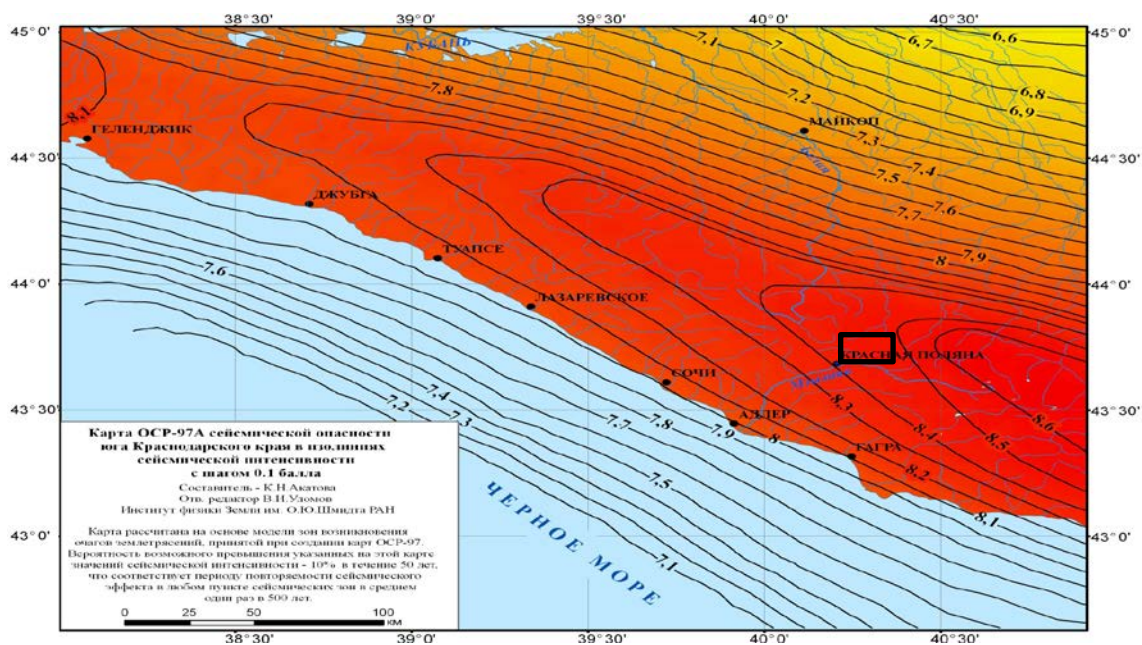 38°30' 39°0' 39°30' 40°0' 40°30'
45°0' 45°0'
КУБАНЬ 7,1 7 6,7 6,6
7,8 7,2 6,8
8,1 МАЙКОП 6,9
ГЕЛЕНДЖИК 7,3
44°30' Белая 7,4 44°30'
7,5
ДЖУБГА 7,6
7,7
ТУАПСЕ 7,9
7,6 8
44°0' ЛАЗАРЕВСКОЕ 44°0'
КРАСНАЯ ПОЛЯНА
СОЧИ Мзымта
43°30' 7,4 7,8 АДЛЕР 8,3 8,6 43°30'
7,2 7,3 7,7 7,9 8 8,4 8,5
ГАГРА 8,2
7,5 8,1
43°0' ЧЕРНОЕ МОРЕ 43°0'
7,1
Карта ОСР-97А сейсмической опасности
юга Краснодарского края в изолиниях
сейсмической интенсивности
с шагом 0.1 балла
Составитель - К.Н.Акатова
Отв. редактор В.И.Уломов
Институт физики Земли им. О.Ю.Шмидта РАН
Карта рассчитана на основе модели зон возникновения
очагов землетрясений, принятой при создании карт ОСР-97.
Вероятность возможного превышения указанных на этой карте
значений сейсмической интенсивности - 10% в течение 50 лет,
что соответствует периоду повторяемости сейсмического
эффекта в любом пункте сейсмических зон в среднем
один раз в 500 лет.
0 25 50 100
КМ
38°30' 39°0' 39°30' 40°0' 40°30'